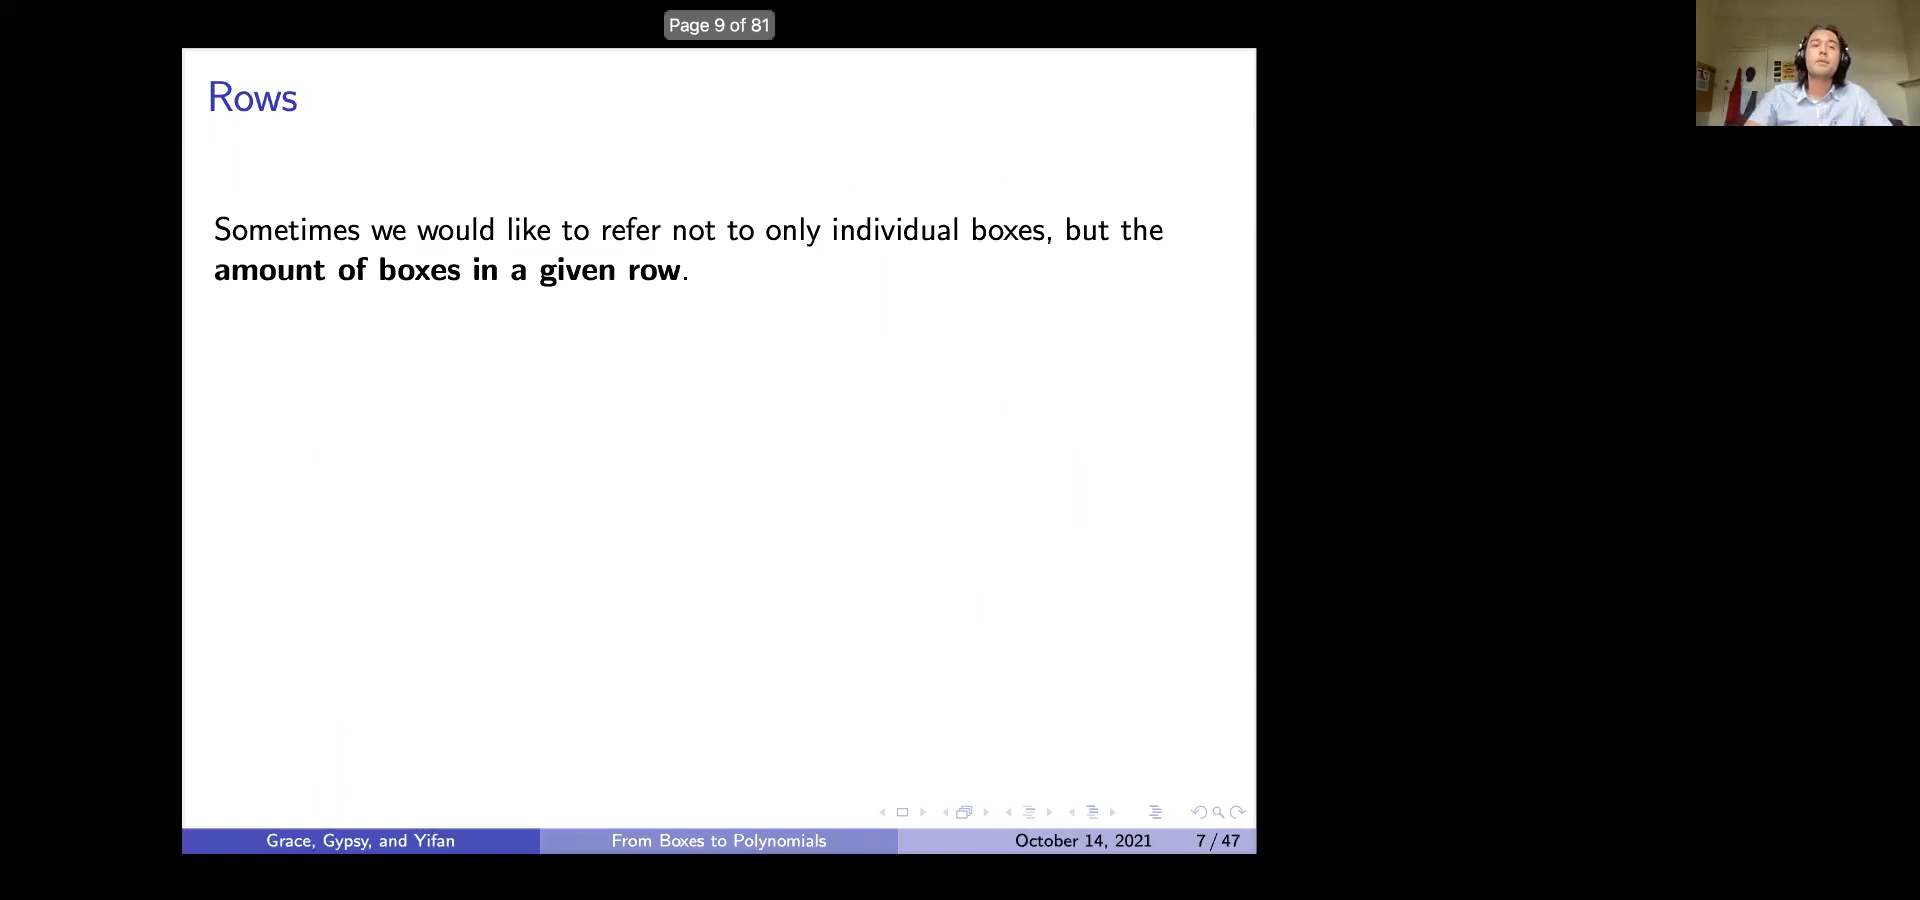 Page 9 of 81
Rows
Sometimes we would like to refer not to only individual boxes, but the
amount of boxes in a given row.
Grace, Gypsy, and Yifan
From Boxes to Polynomials
October 14, 2021
7 / 47